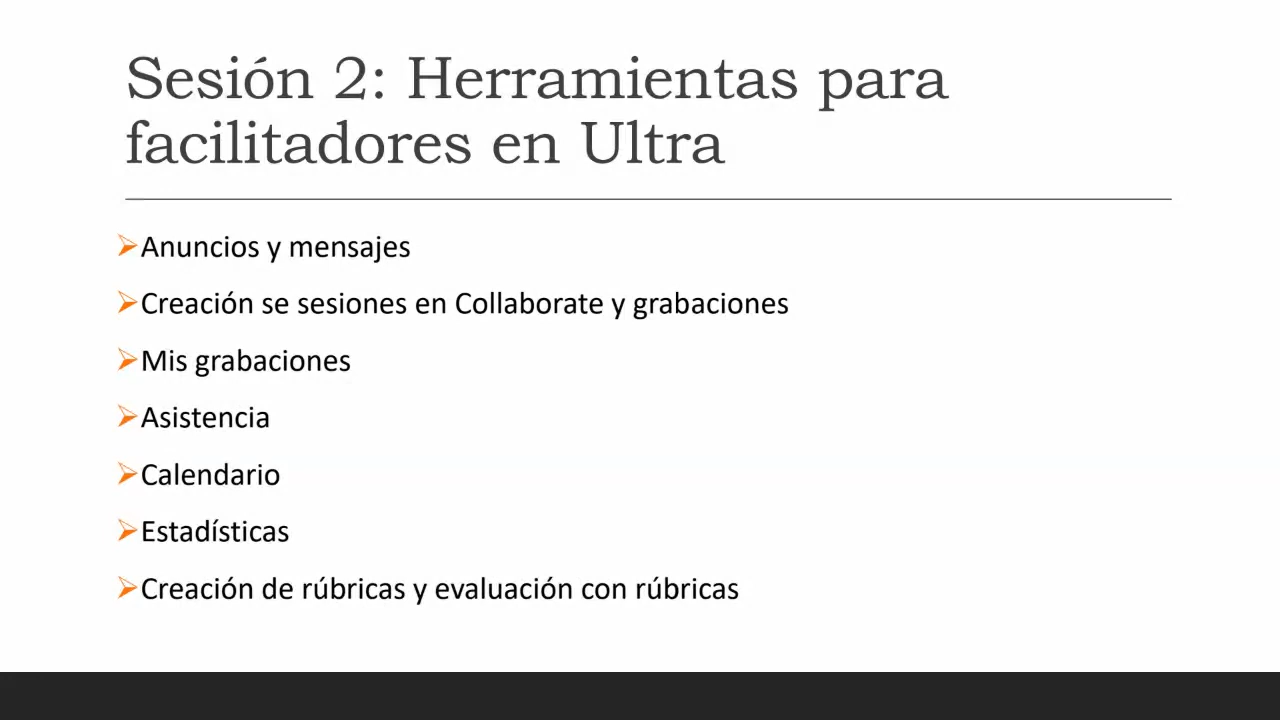 Sesión 2: Herramientas para
facilitadores en Ultra
Anuncios y mensajes
Creación se sesiones en Collaborate y grabaciones
Mis grabaciones
Asistencia
Calendario
Estadísticas
Creación de rúbricas y evaluación con rúbricas